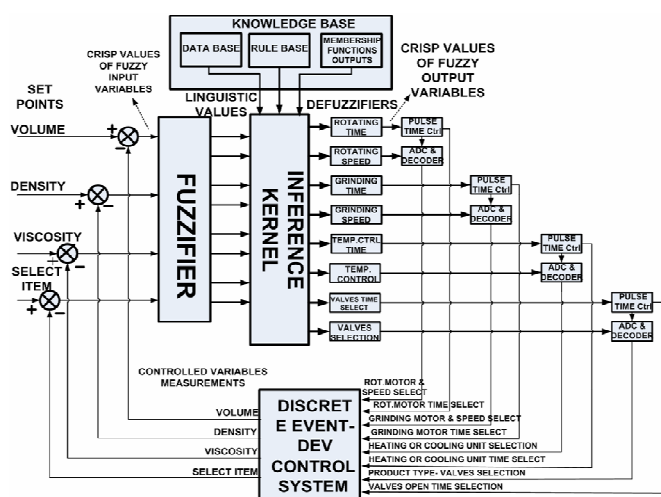 KNOWLEDGE BASE
DATA BASE
RULE BASE
MEMBERSHIP
FUNCTIONS
OUTPUTS
CRISP VALUES
OF FUZZY
INPUT
VARIABLES
CRISP VALUES
OF FUZZY
OUTPUT
VARIABLES
SET
POINTS
LINGUISTIC
VALUES
DEFUZZIFIERS
VOLUME
+
−
DENSITY
+
−
VISCOSITY
+
−
SELECT
ITEM
+
−
FUZZIFIER
INFERENCE
KERNEL
ROTATING
TIME
PULSE
TIME Ctrl
ROTATING
SPEED
ADC &
DECODER
GRINDING
TIME
PULSE
TIME Ctrl
GRINDING
SPEED
ADC &
DECODER
TEMP.CTRL
TIME
PULSE
TIME Ctrl
TEMP.
CONTROL
ADC &
DECODER
VALVES TIME
SELECT
PULSE
TIME Ctrl
VALVES
SELECTION
ADC &
DECODER
CONTROLLED VARIABLES
MEASUREMENTS
VOLUME
DENSITY
VISCOSITY
SELECT ITEM
DISCRET
E EVENT-
DEV
CONTROL
SYSTEM
ROT.MOTOR &
SPEED SELECT
ROT.MOTOR TIME SELECT
GRINDING MOTOR & SPEED SELECT
GRINDING MOTOR TIME SELECT
HEATING OR COOLING UNIT SELECTION
HEATING OR COOLING UNIT TIME SELECT
PRODUCT TYPE- VALVES SELECTION
VALVES OPEN TIME SELECTION